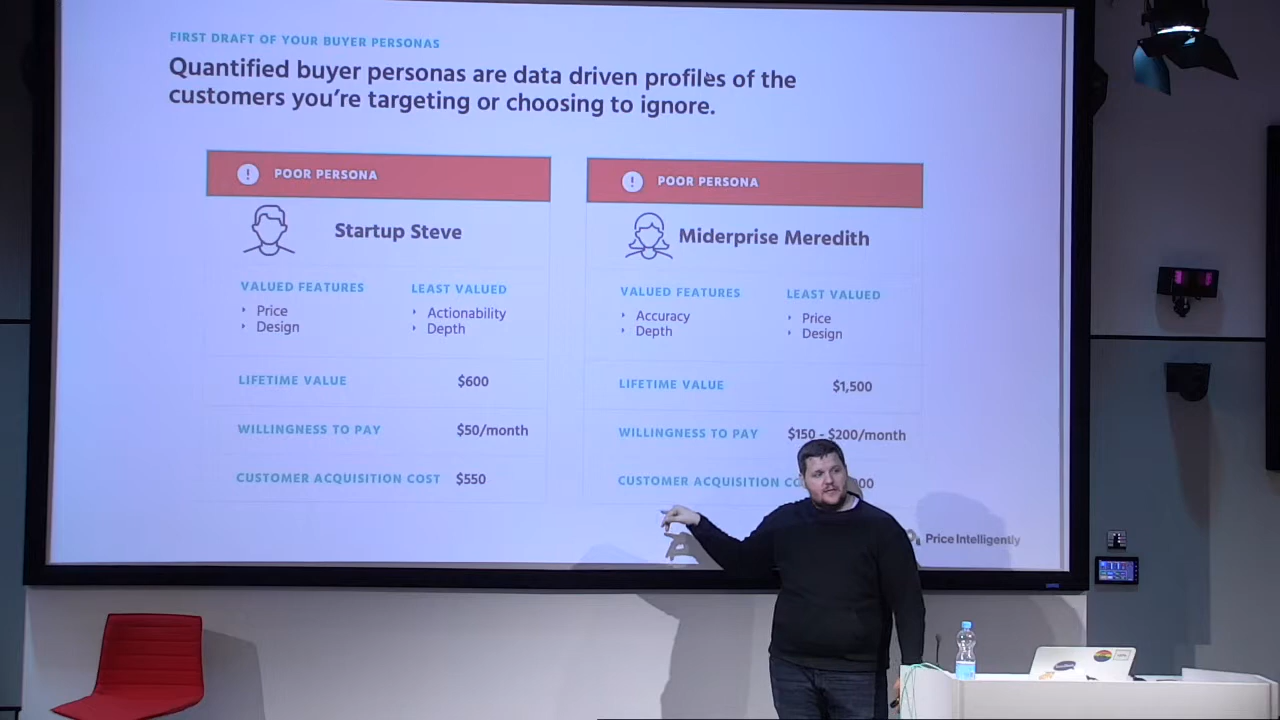 FIRST DRAFT OF YOUR BUYER PERSONAS
Quantified buyer personas are data driven profiles of the
customers you're targeting or choosing to ignore.
! POOR PERSONA
Startup Steve
VALUED FEATURES
LEAST VALUED
Price
Design
Actionability
Depth
LIFETIME VALUE $600
WILLINGNESS TO PAY $50/month
CUSTOMER ACQUISITION COST $550
! POOR PERSONA
Miderprise Meredith
VALUED FEATURES
LEAST VALUED
Accuracy
Depth
Price
Design
LIFETIME VALUE $1,500
WILLINGNESS TO PAY $150 - $200/month
CUSTOMER ACQUISITION
Price Intelligently